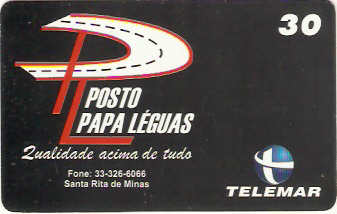 30
POSTO
PAPA LÉGUAS
Qualidade acima de tudo
Fone: 33-326-6066
Santa Rita de Minas
TELEMAR